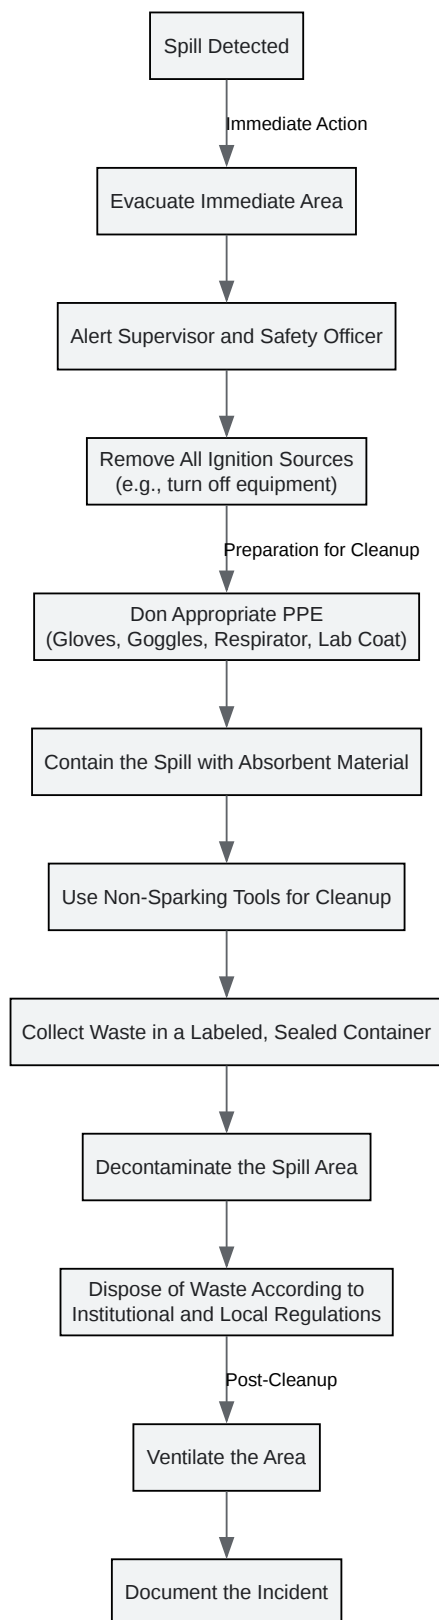 Spill Detected
Immediate Action
Evacuate Immediate Area
Alert Supervisor and Safety Officer
Remove All Ignition Sources
(e.g., turn off equipment)
Preparation for Cleanup
Don Appropriate PPE
(Gloves, Goggles, Respirator, Lab Coat)
Contain the Spill with Absorbent Material
Use Non-Sparking Tools for Cleanup
Collect Waste in a Labeled, Sealed Container
Decontaminate the Spill Area
Dispose of Waste According to
Institutional and Local Regulations
Post-Cleanup
Ventilate the Area
Document the Incident